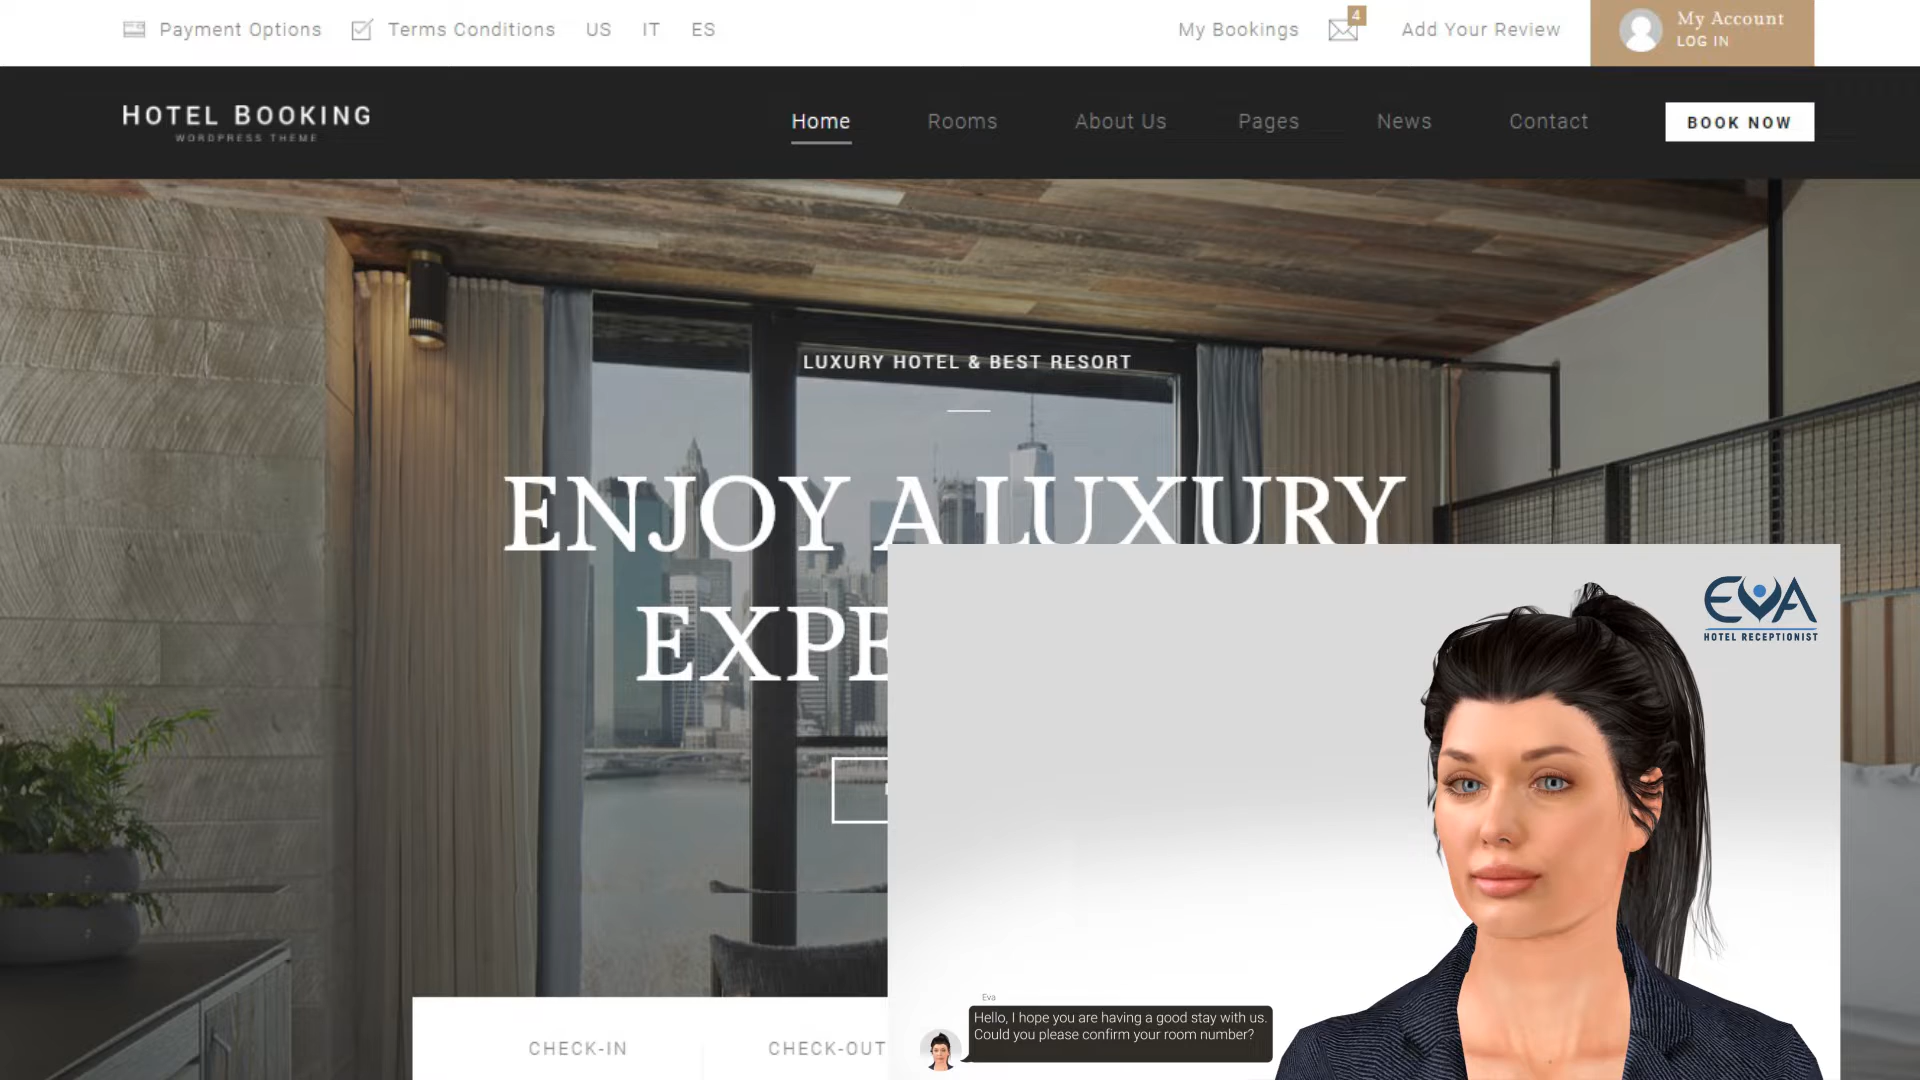 Payment Options
Terms Conditions
US
IT
ES
My Bookings
4
Add Your Review
My Account
LOG IN
HOTEL BOOKING
WORDPRESS THEME
Home
Rooms
About Us
Pages
News
Contact
BOOK NOW
LUXURY HOTEL & BEST RESORT
ENJOY A LUXURY
EXPE
EVA
HOTEL RECEPTIONIST
Eva
Hello, I hope you are having a good stay with us.
Could you please confirm your room number?
CHECK-IN
CHECK-OUT